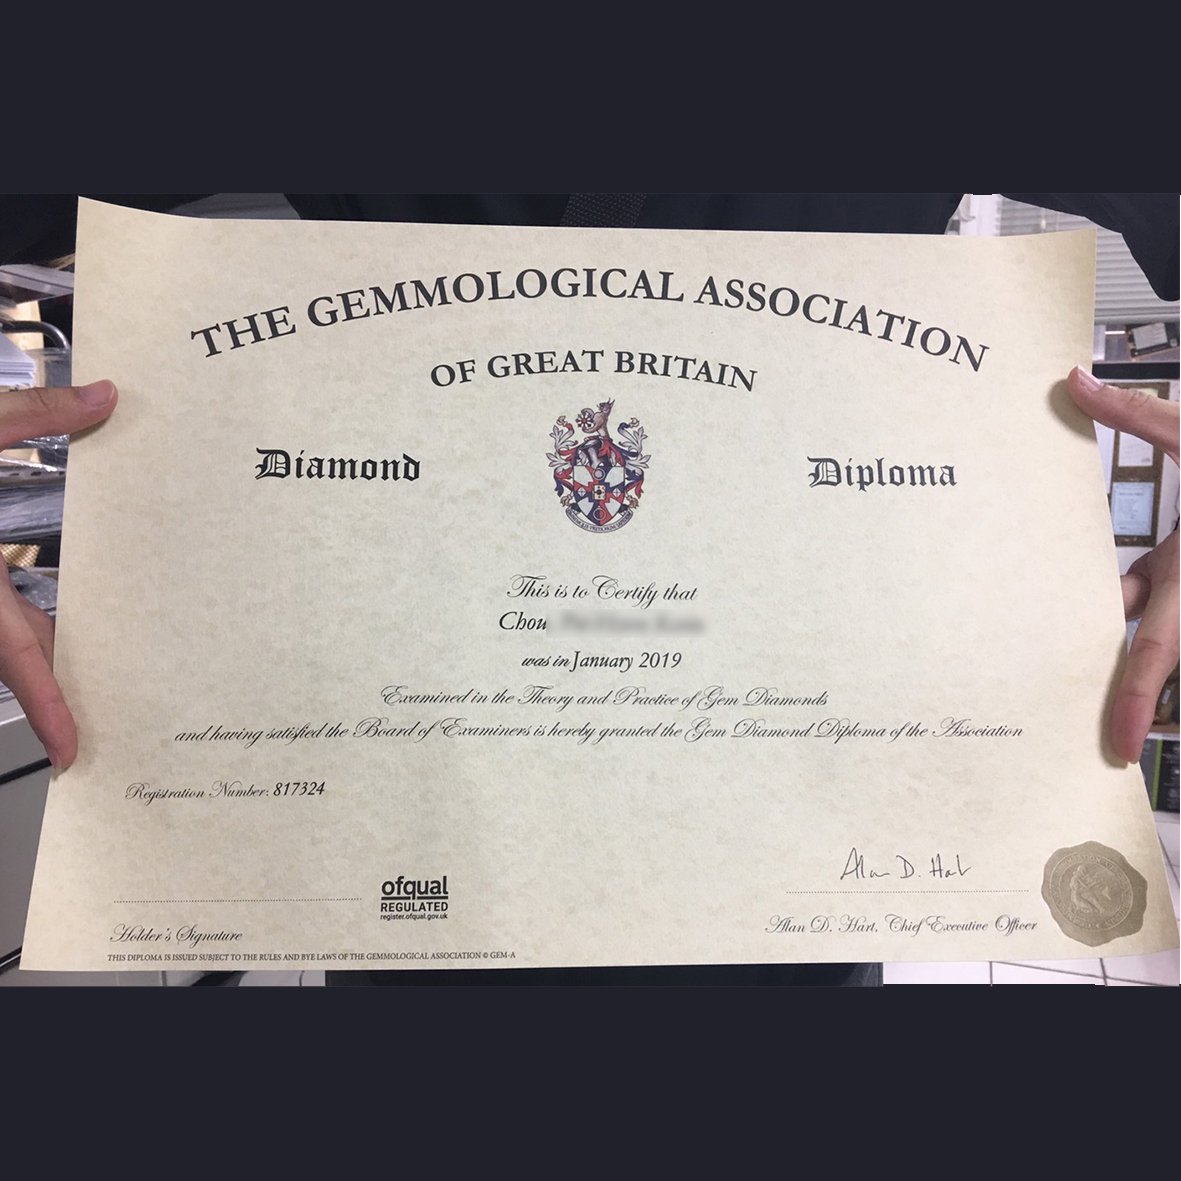 THE GEMMOLOGICAL ASSOCIATION
OF GREAT BRITAIN
Diamond Diploma
This is to Certify that
Chou
was in January 2019
Examined in the Theory and Practice of Gem Diamonds
and having satisfied the Board of Examiners is hereby granted the Gem Diamond Diploma of the Association
Registration Number: 817324
Alan D. Hart
ofqual
REGULATED
register.ofqual.gov.uk
Holder's Signature
Alan D. Hart, Chief Executive Officer
THIS DIPLOMA IS ISSUED SUBJECT TO THE RULES AND BYE LAWS OF THE GEMMOLOGICAL ASSOCIATION © GEM-A